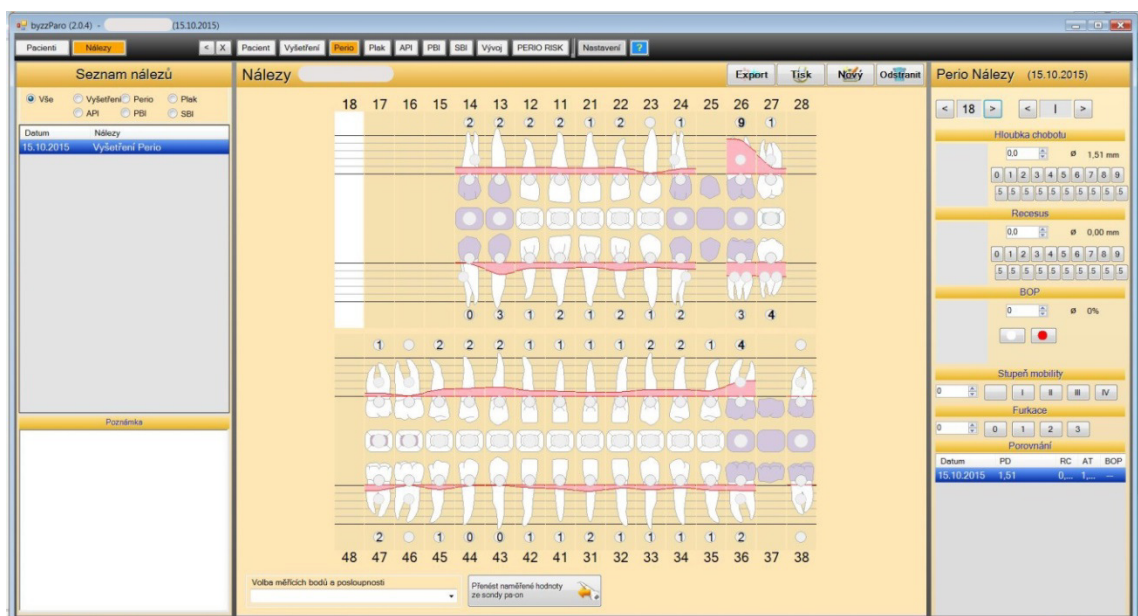 byzzParo (2.0.4) - (15.10.2015)
Pacienti Nálezy < X Pacient Vyšetření Perio Plak API PBI SBI Vývoj PERIO RISK Nastavení ?
Seznam nálezů
Vše Vyšetření Perio Plak
API PBI SBI
Datum Nálezy
15.10.2015 Vyšetření Perio
Poznámka
Nálezy Export Tisk Nový Odstranit
18 17 16 15 14 13 12 11 21 22 23 24 25 26 27 28
2 2 2 2 1 2 1 9 1
0 3 1 2 1 2 1 2 3 4
1 2 2 2 1 1 1 1 2 2 1 4
2 1 0 0 1 1 2 1 1 1 1 2
48 47 46 45 44 43 42 41 31 32 33 34 35 36 37 38
Volba měřících bodů a posloupnosti
Přenést naměřené hodnoty
ze sondy pa-on
Perio Nálezy (15.10.2015)
< 18 > < I >
Hloubka chobotu
0,0 ø 1,51 mm
0 1 2 3 4 5 6 7 8 9
.5 .5 .5 .5 .5 .5 .5 .5 .5 .5
Recesus
0,0 ø 0,00 mm
0 1 2 3 4 5 6 7 8 9
.5 .5 .5 .5 .5 .5 .5 .5 .5 .5
BOP
0 ø 0%
Stupeň mobility
0 I II III IV
Furkace
0 0 1 2 3
Porovnání
Datum PD RC AT BOP
15.10.2015 1,51 0,... 1,... --